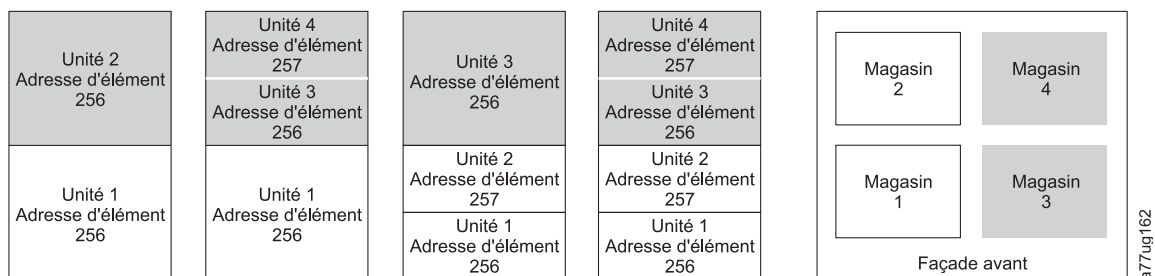 Unité 2
Adresse d'élément
256
Unité 1
Adresse d'élément
256
Unité 4
Adresse d'élément
257
Unité 3
Adresse d'élément
256
Unité 1
Adresse d'élément
256
Unité 3
Adresse d'élément
256
Unité 2
Adresse d'élément
257
Unité 1
Adresse d'élément
256
Unité 4
Adresse d'élément
257
Unité 3
Adresse d'élément
256
Unité 2
Adresse d'élément
257
Unité 1
Adresse d'élément
256
Magasin
2
Magasin
4
Magasin
1
Magasin
3
Façade avant
a77ug162